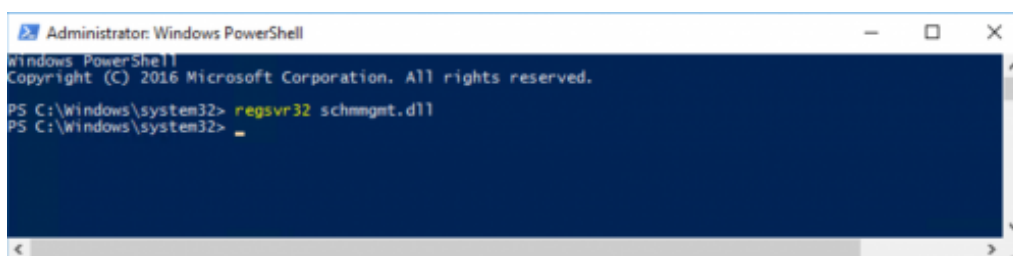 Administrator: Windows PowerShell
Windows PowerShell
Copyright (C) 2016 Microsoft Corporation. All rights reserved.
PS C:\Windows\system32> regsvr32 schmmgmt.dll
PS C:\Windows\system32> _